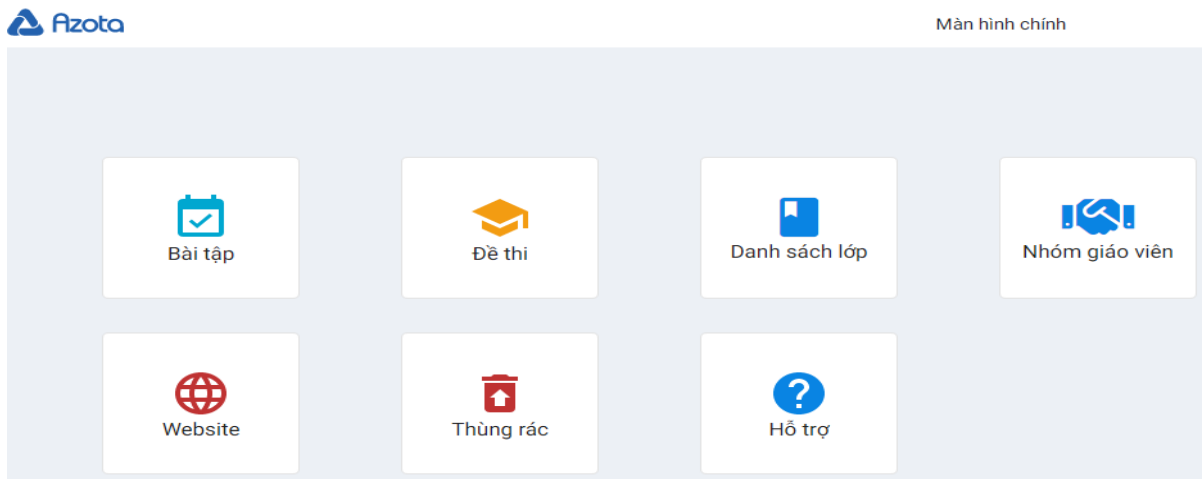 Azota
Màn hình chính
Bài tập
Đề thi
Danh sách lớp
Nhóm giáo viên
Website
Thùng rác
Hỗ trợ